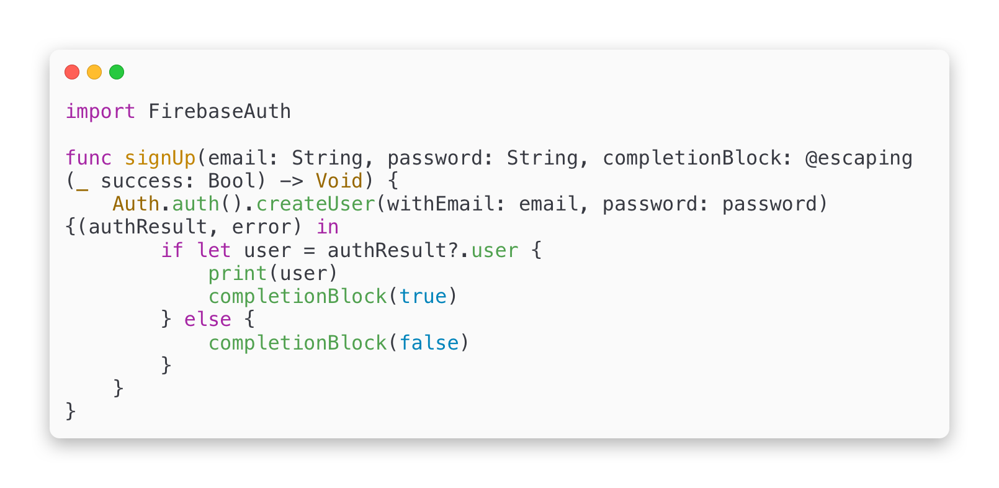 import FirebaseAuth

func signUp(email: String, password: String, completionBlock: @escaping
(_ success: Bool) -> Void) {
    Auth.auth().createUser(withEmail: email, password: password)
{(authResult, error) in
        if let user = authResult?.user {
            print(user)
            completionBlock(true)
        } else {
            completionBlock(false)
        }
    }
}